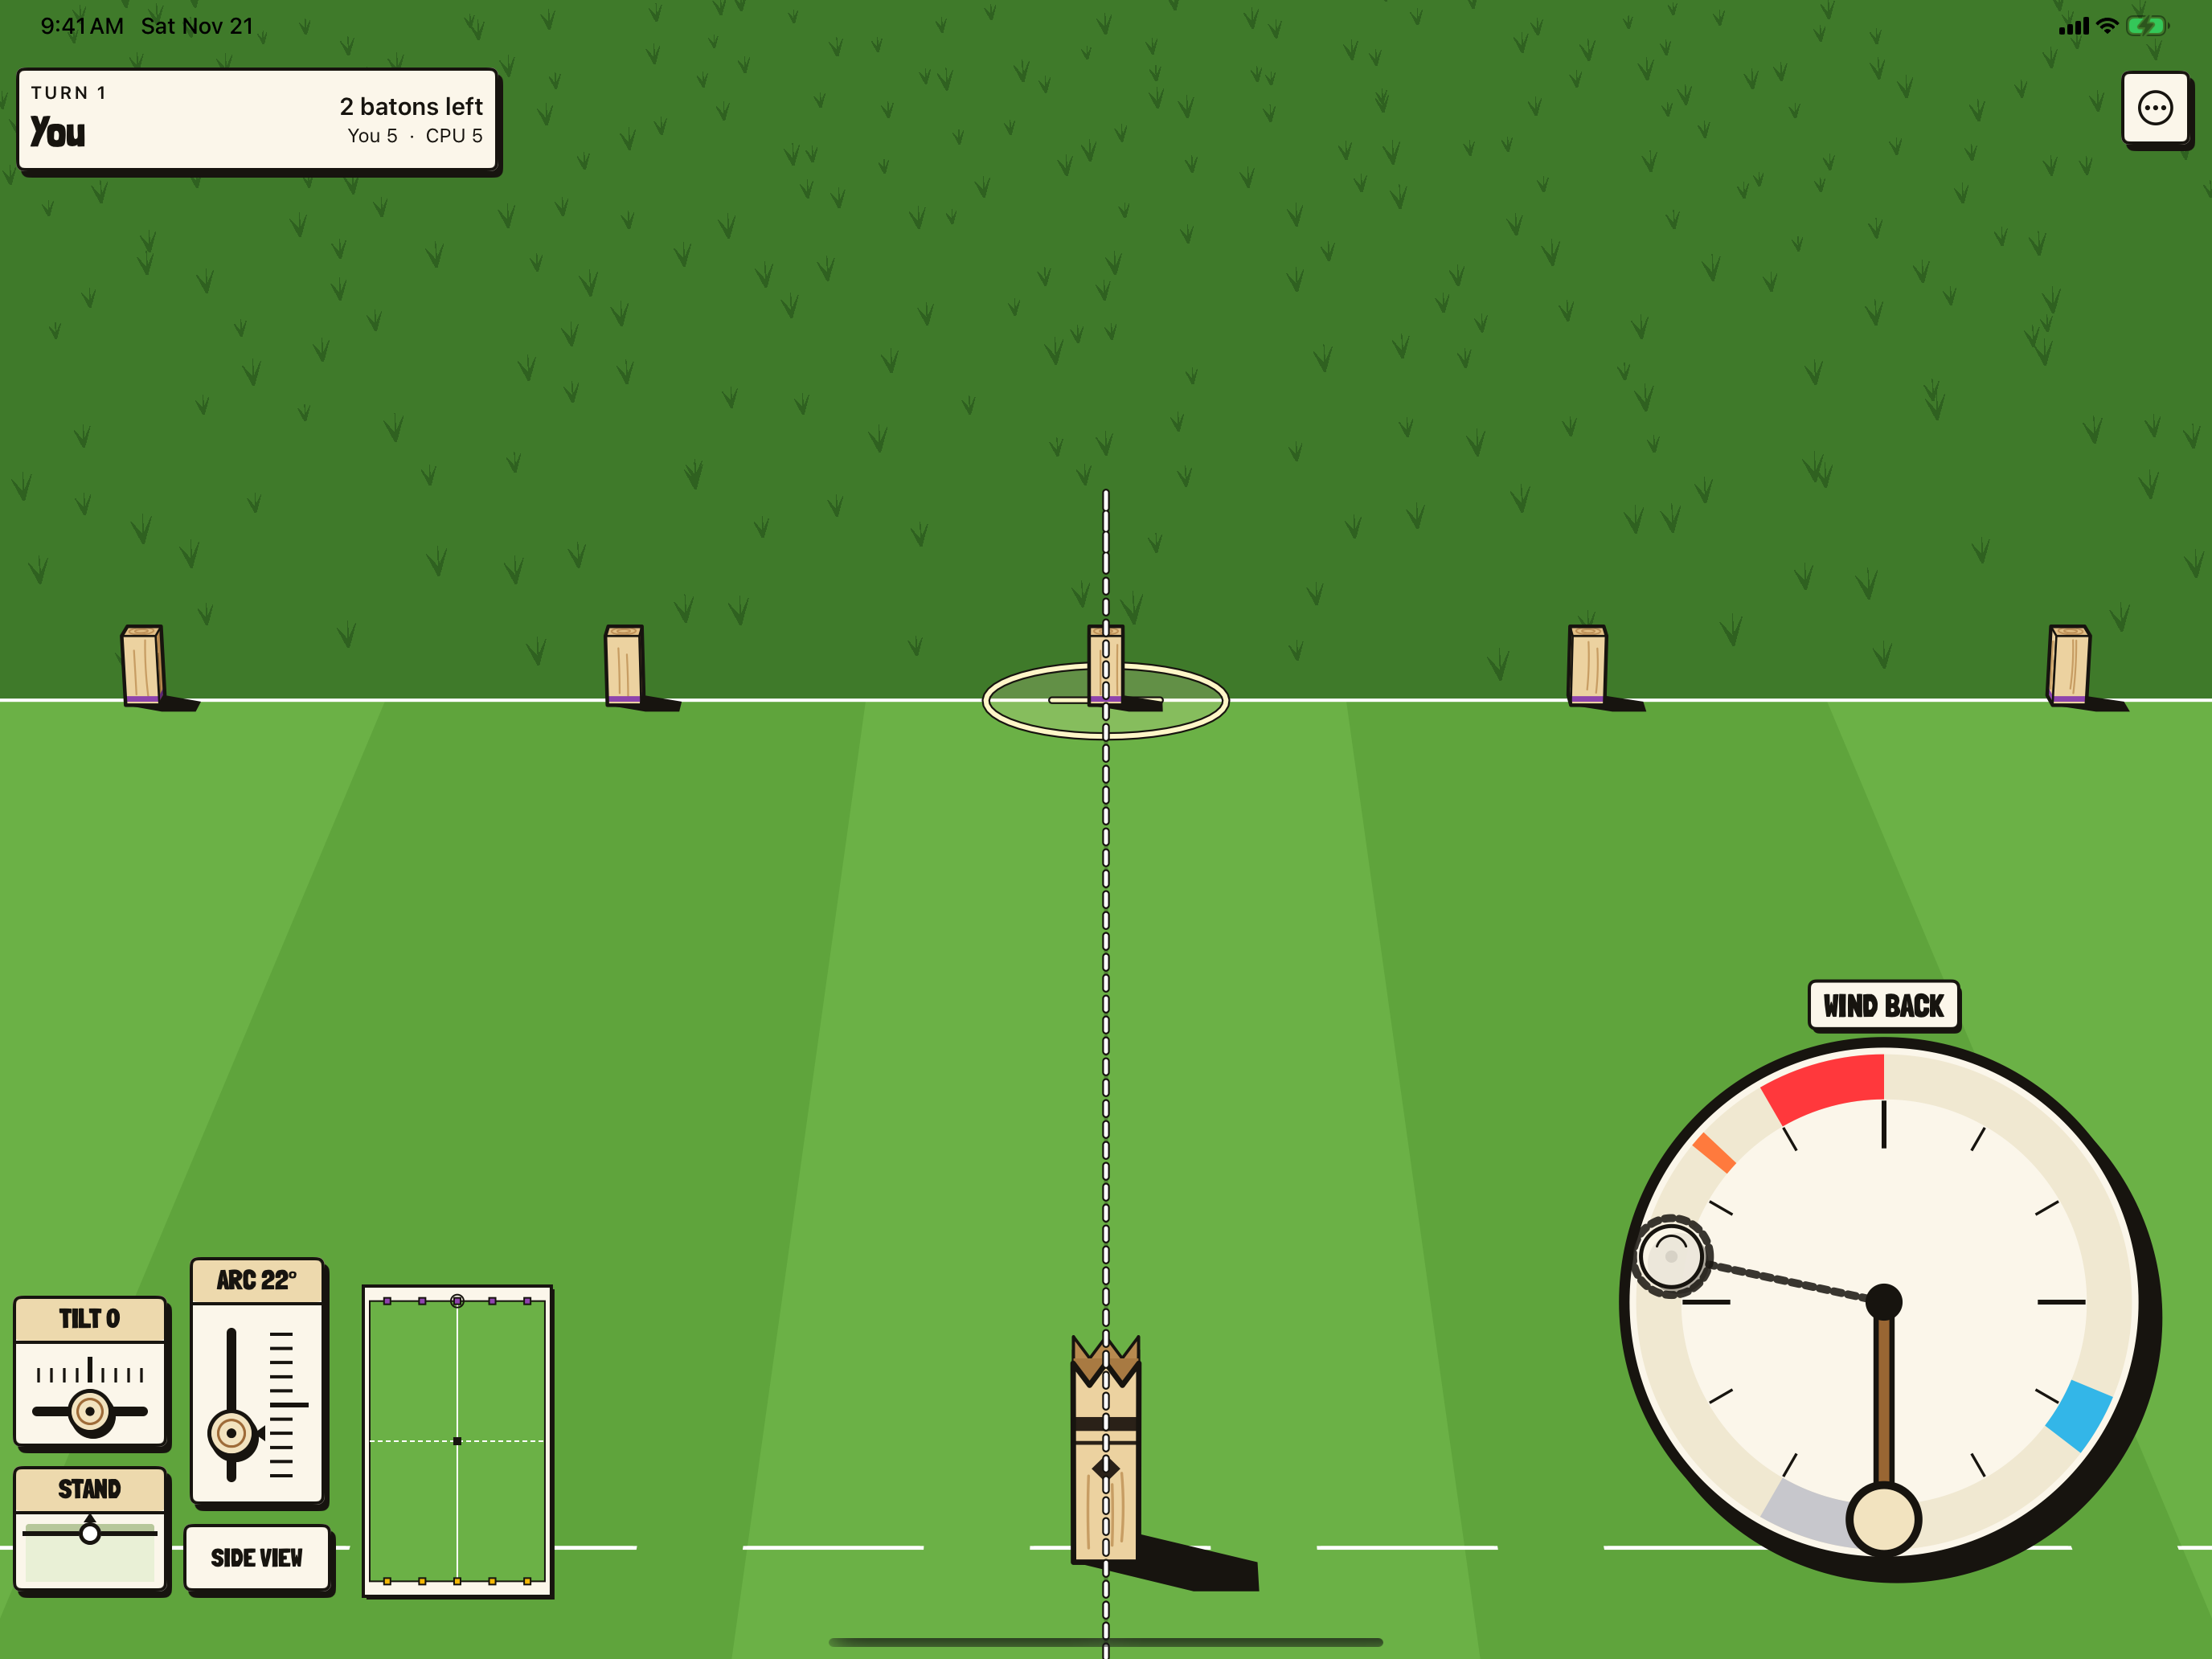 9:41 AM Sat Nov 21
TURN 1
You
2 batons left
You 5 · CPU 5
WIND BACK
ARC 22°
TILT 0
STAND
SIDE VIEW